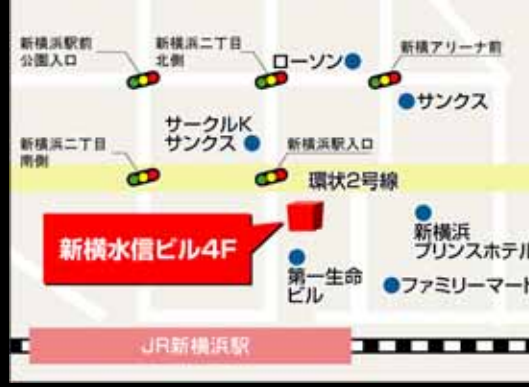 新横浜駅前
公園入口
新横浜二丁目
北側
ローソン
新横アリーナ前
サンクス
サークルK
サンクス
新横浜二丁目
南側
新横浜駅入口
環状2号線
新横水信ビル4F
新横浜
プリンスホテル
第一生命
ビル
ファミリーマート
JR新横浜駅